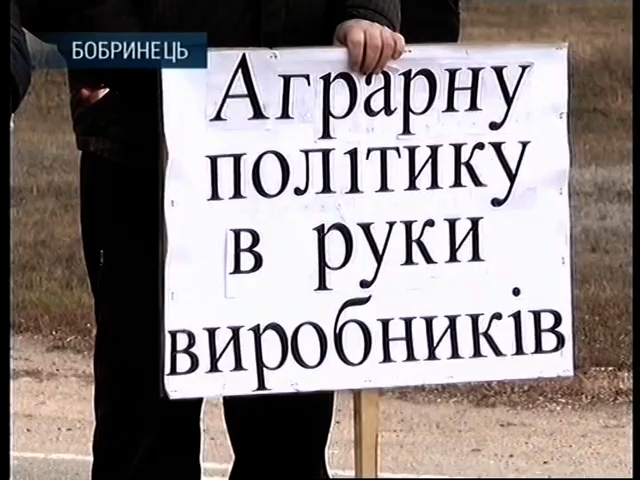 БОБРИНЕЦЬ
Аграрну
політику
в руки
виробників